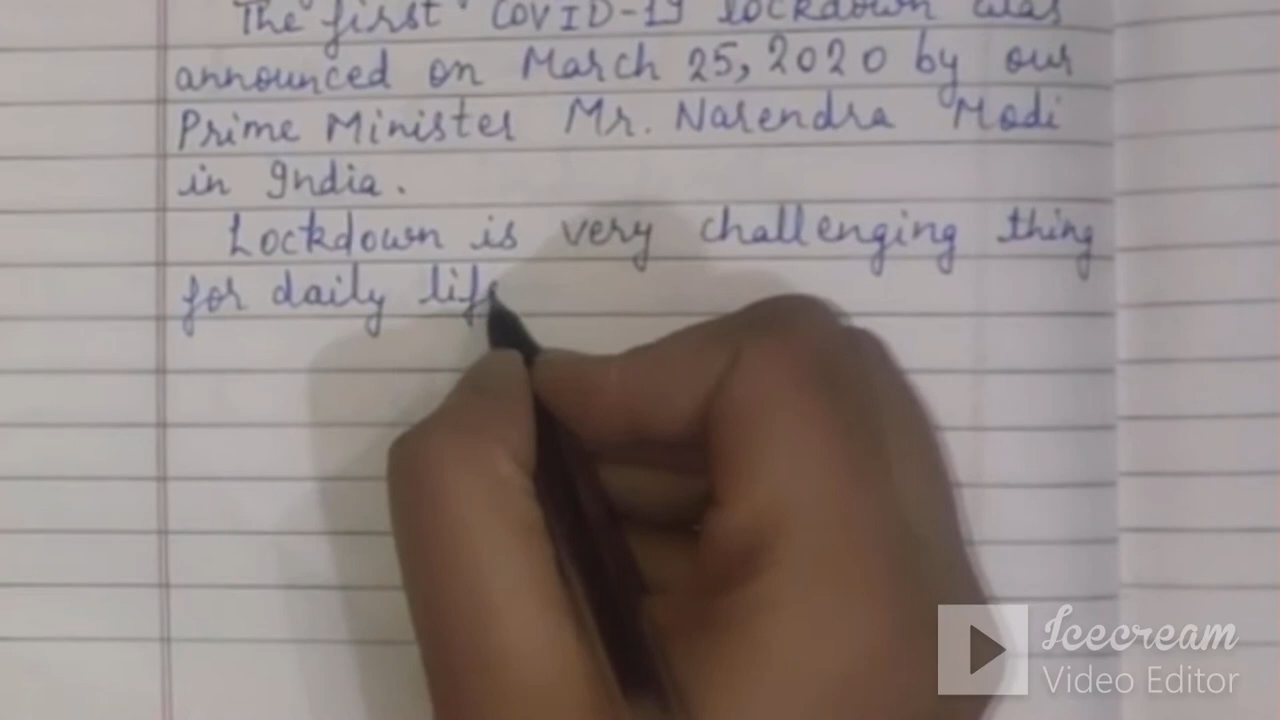 The first COVID-19 lockdown was
announced on March 25, 2020 by our
Prime Minister Mr. Narendra Modi
in India.
Lockdown is very challenging thing
for daily life
Icecream
Video Editor